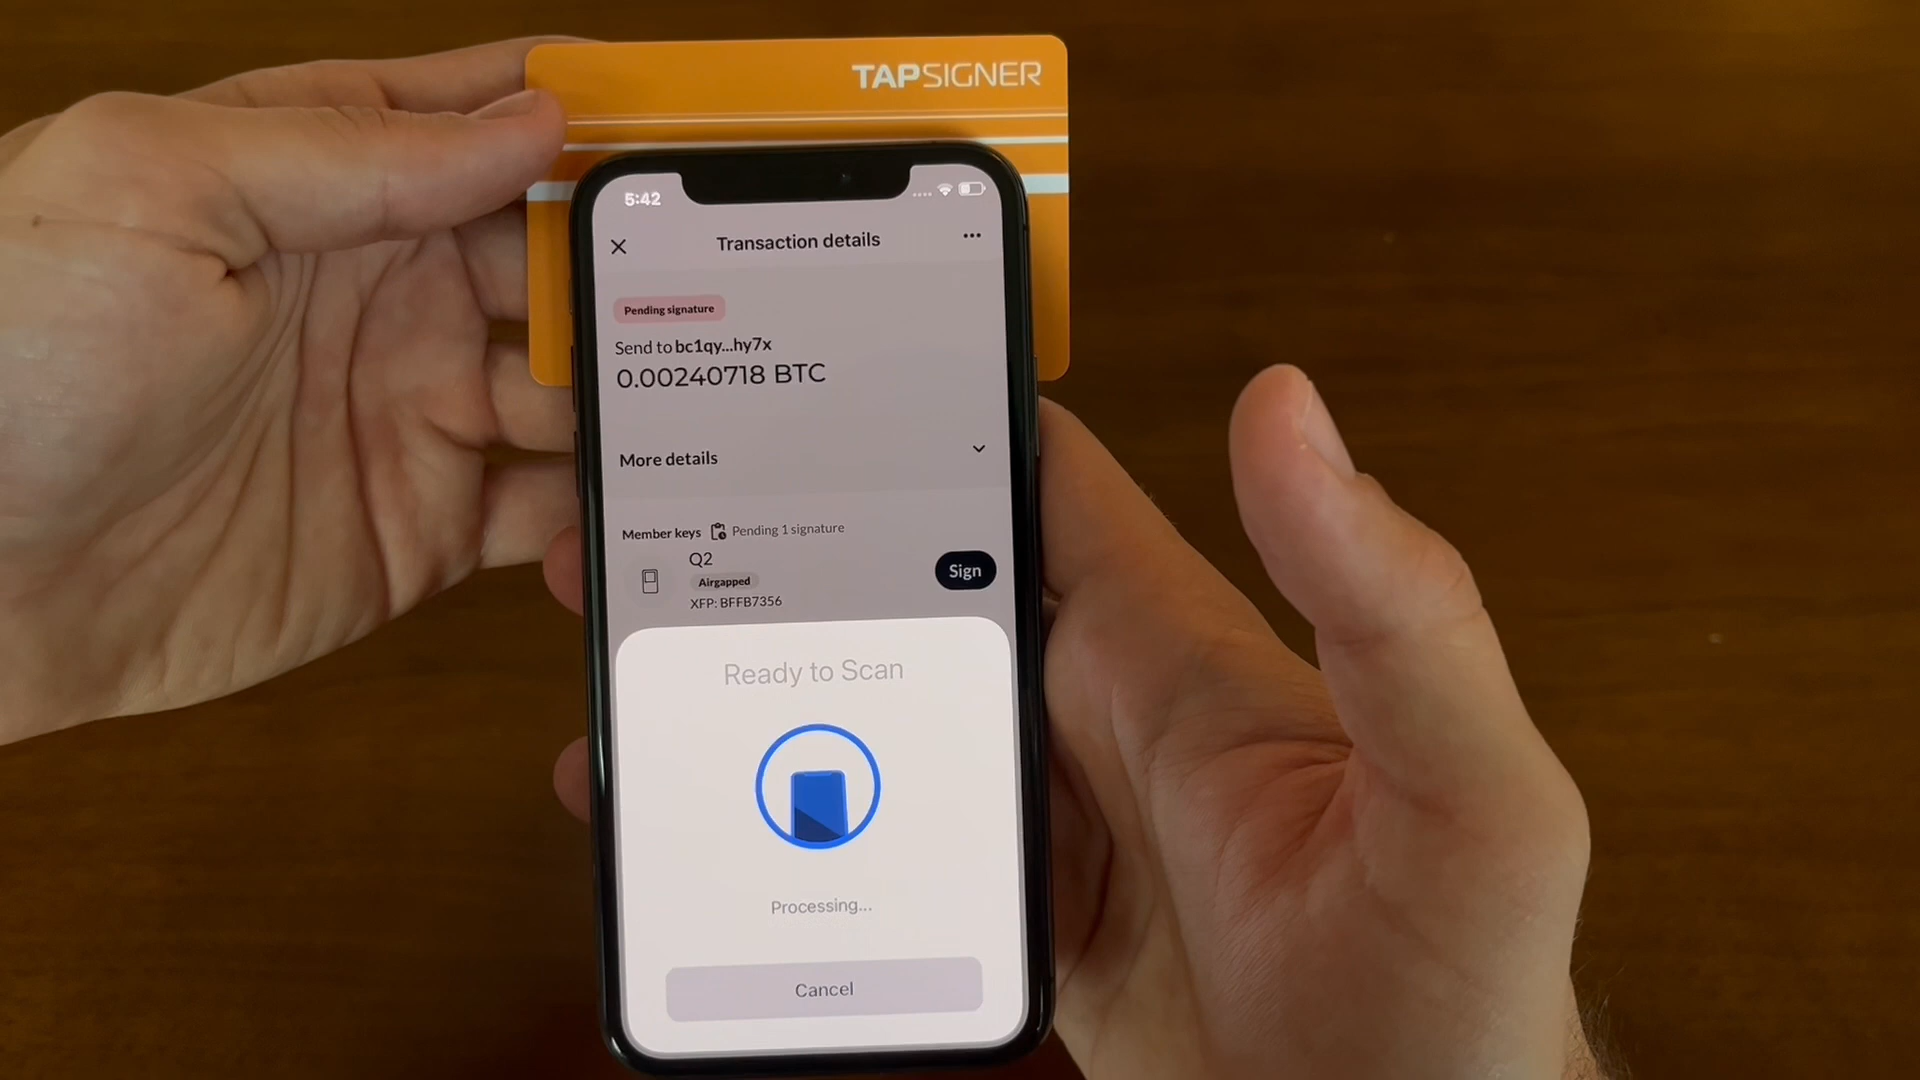 TAPSIGNER
5:42
Transaction details
Pending signature
Send to bc1qy...hy7x
0.00240718 BTC
More details
Member keys Pending 1 signature
Q2
Airgapped
XFP: BFFB7356
Sign
Ready to Scan
Processing...
Cancel